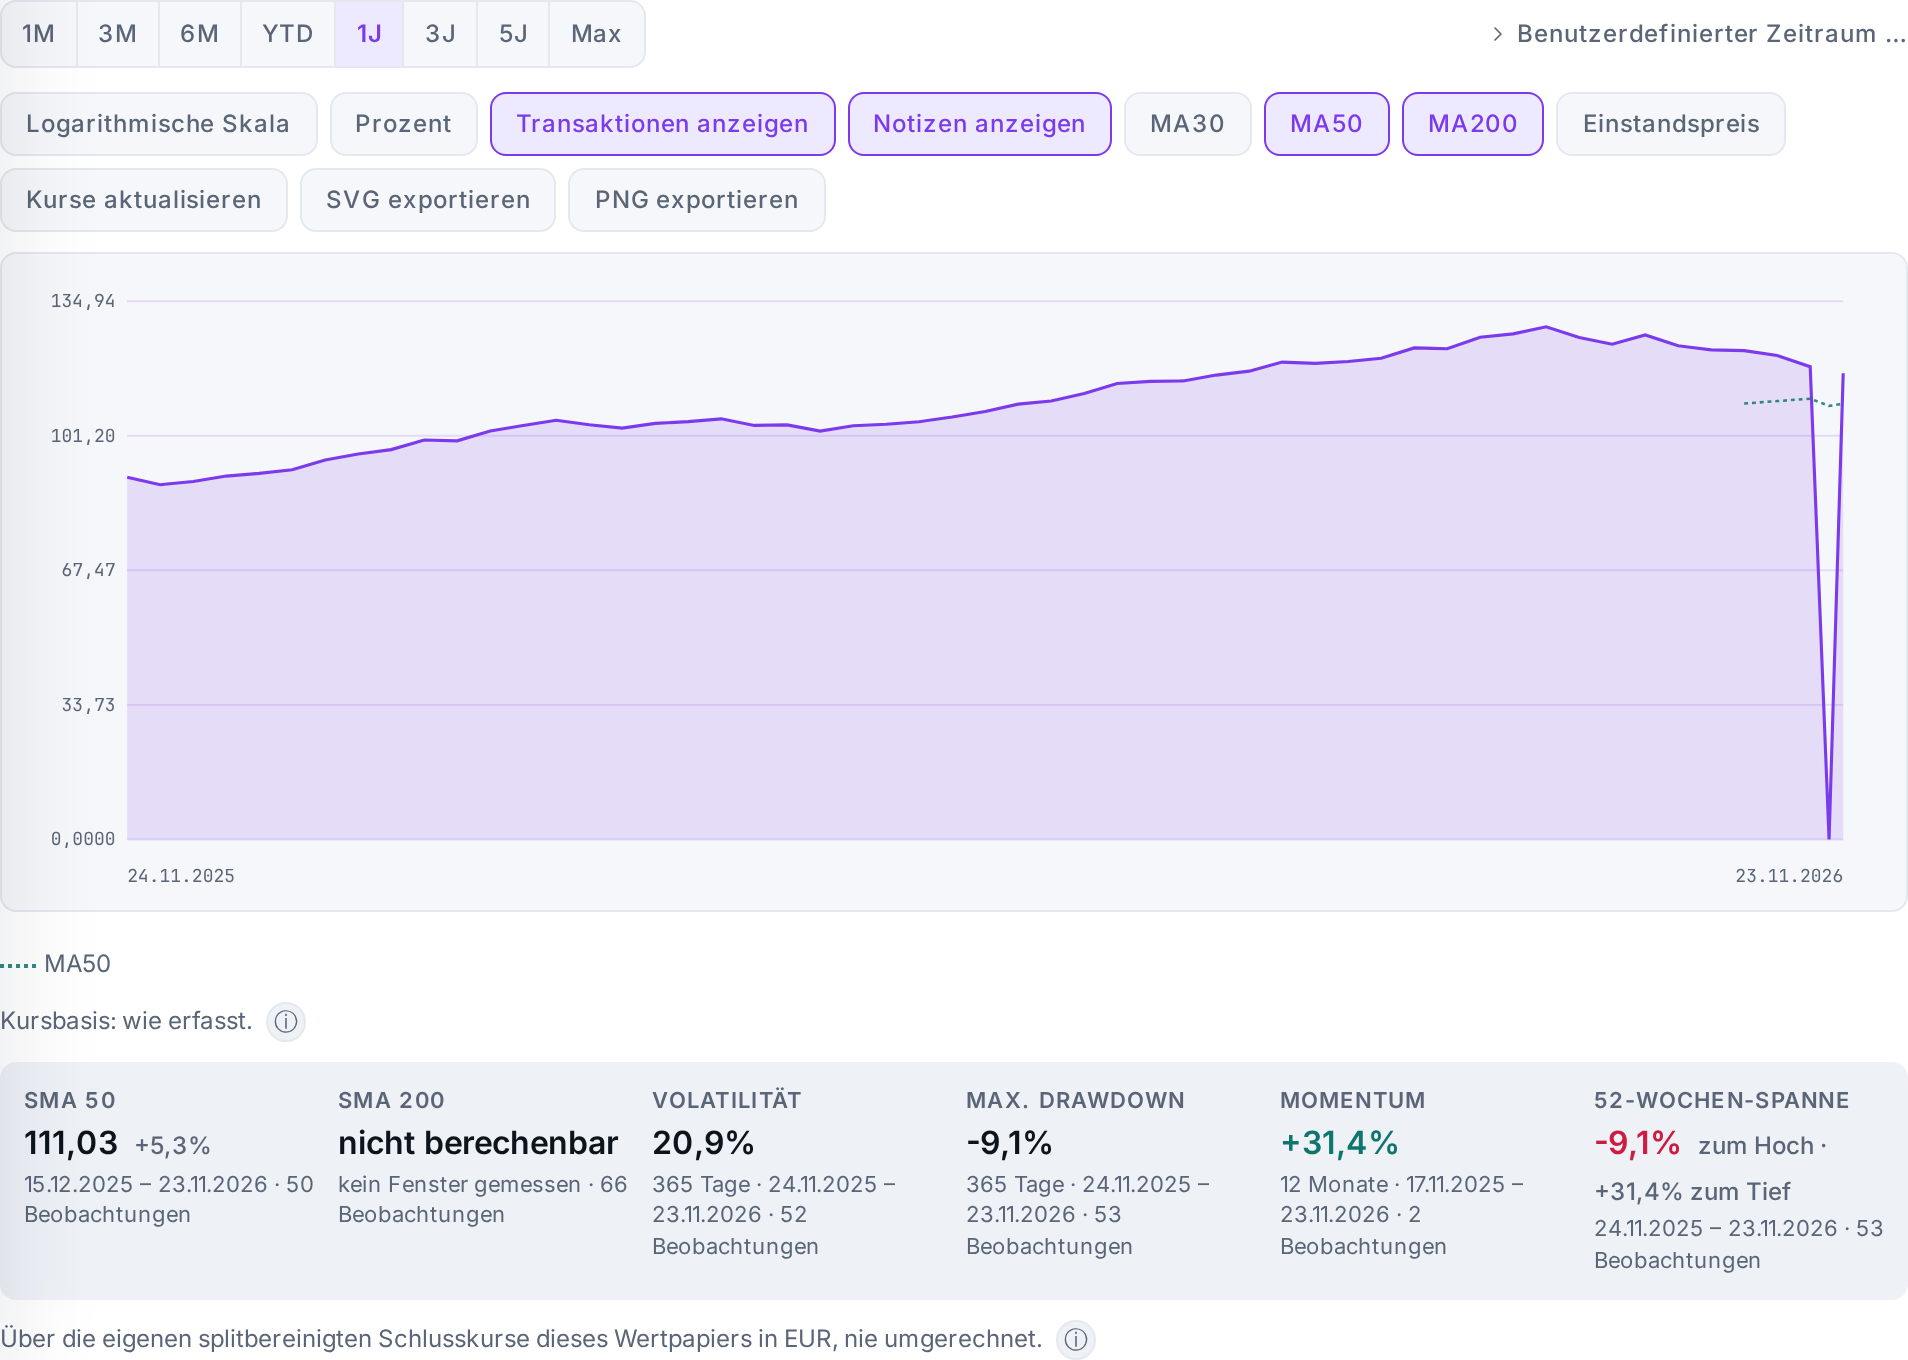 1M 3M 6M YTD 1J 3J 5J Max
Benutzerdefinierter Zeitraum ...
Logarithmische Skala Prozent Transaktionen anzeigen Notizen anzeigen MA30 MA50 MA200 Einstandspreis
Kurse aktualisieren SVG exportieren PNG exportieren
134,94
101,20
67,47
33,73
0,0000
24.11.2025 23.11.2026
MA50
Kursbasis: wie erfasst. ⓘ
SMA 50
111,03 +5,3%
15.12.2025 – 23.11.2026 · 50
Beobachtungen
SMA 200
nicht berechenbar
kein Fenster gemessen · 66
Beobachtungen
VOLATILITÄT
20,9%
365 Tage · 24.11.2025 –
23.11.2026 · 52
Beobachtungen
MAX. DRAWDOWN
-9,1%
365 Tage · 24.11.2025 –
23.11.2026 · 53
Beobachtungen
MOMENTUM
+31,4%
12 Monate · 17.11.2025 –
23.11.2026 · 2
Beobachtungen
52-WOCHEN-SPANNE
-9,1% zum Hoch ·
+31,4% zum Tief
24.11.2025 – 23.11.2026 · 53
Beobachtungen
Über die eigenen splitbereinigten Schlusskurse dieses Wertpapiers in EUR, nie umgerechnet. ⓘ